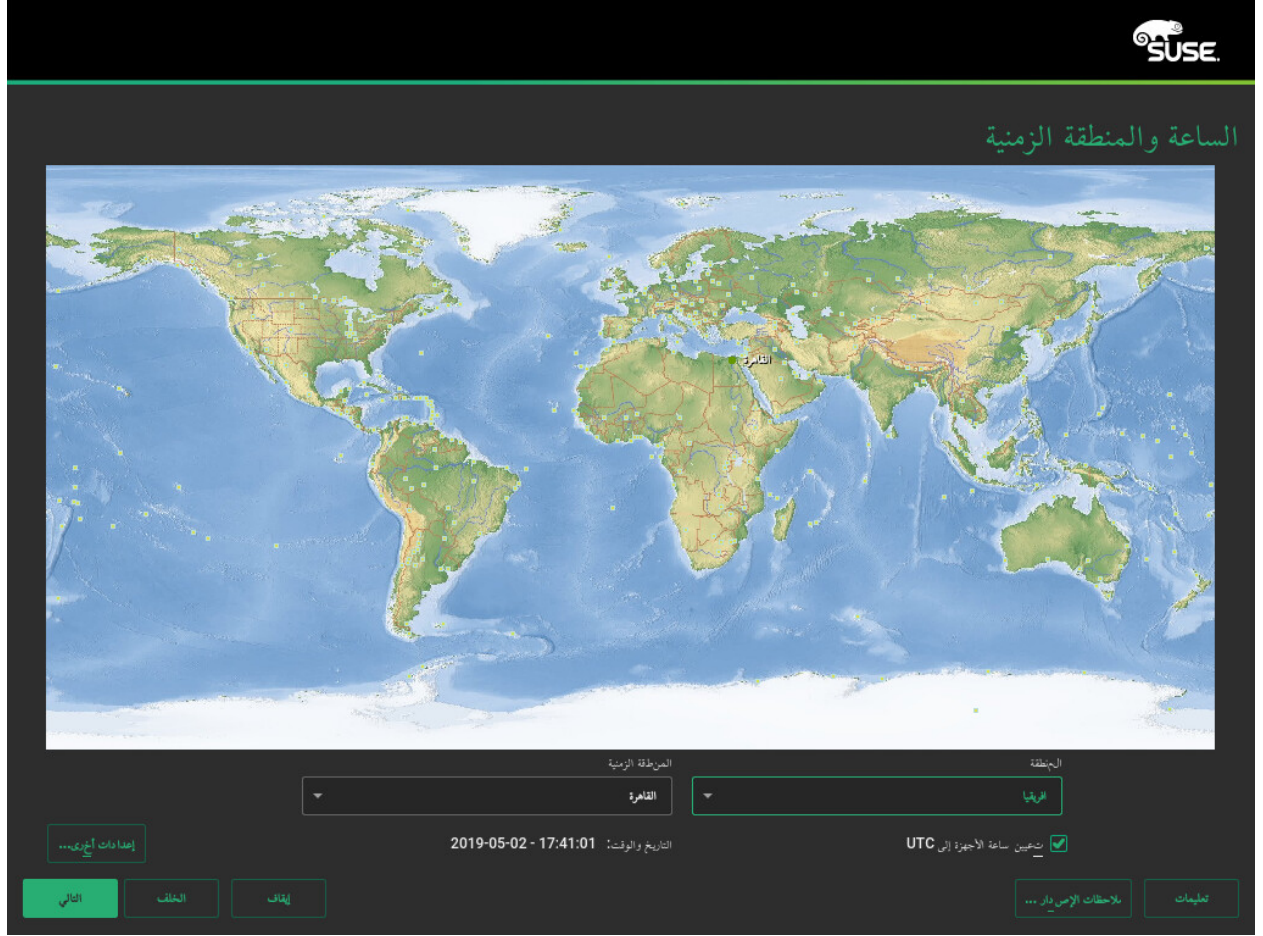 SUSE.
الساعة والمنطقة الزمنية
القاهرة
المنطقة
المنطقة الزمنية
افريقيا
القاهرة
تعيين ساعة الأجهزة إلى UTC
التاريخ والوقت: 2019-05-02 - 17:41:01
إعدادات أخرى...
تعليمات
ملاحظات الإصدار ...
إيقاف
الخلف
التالي